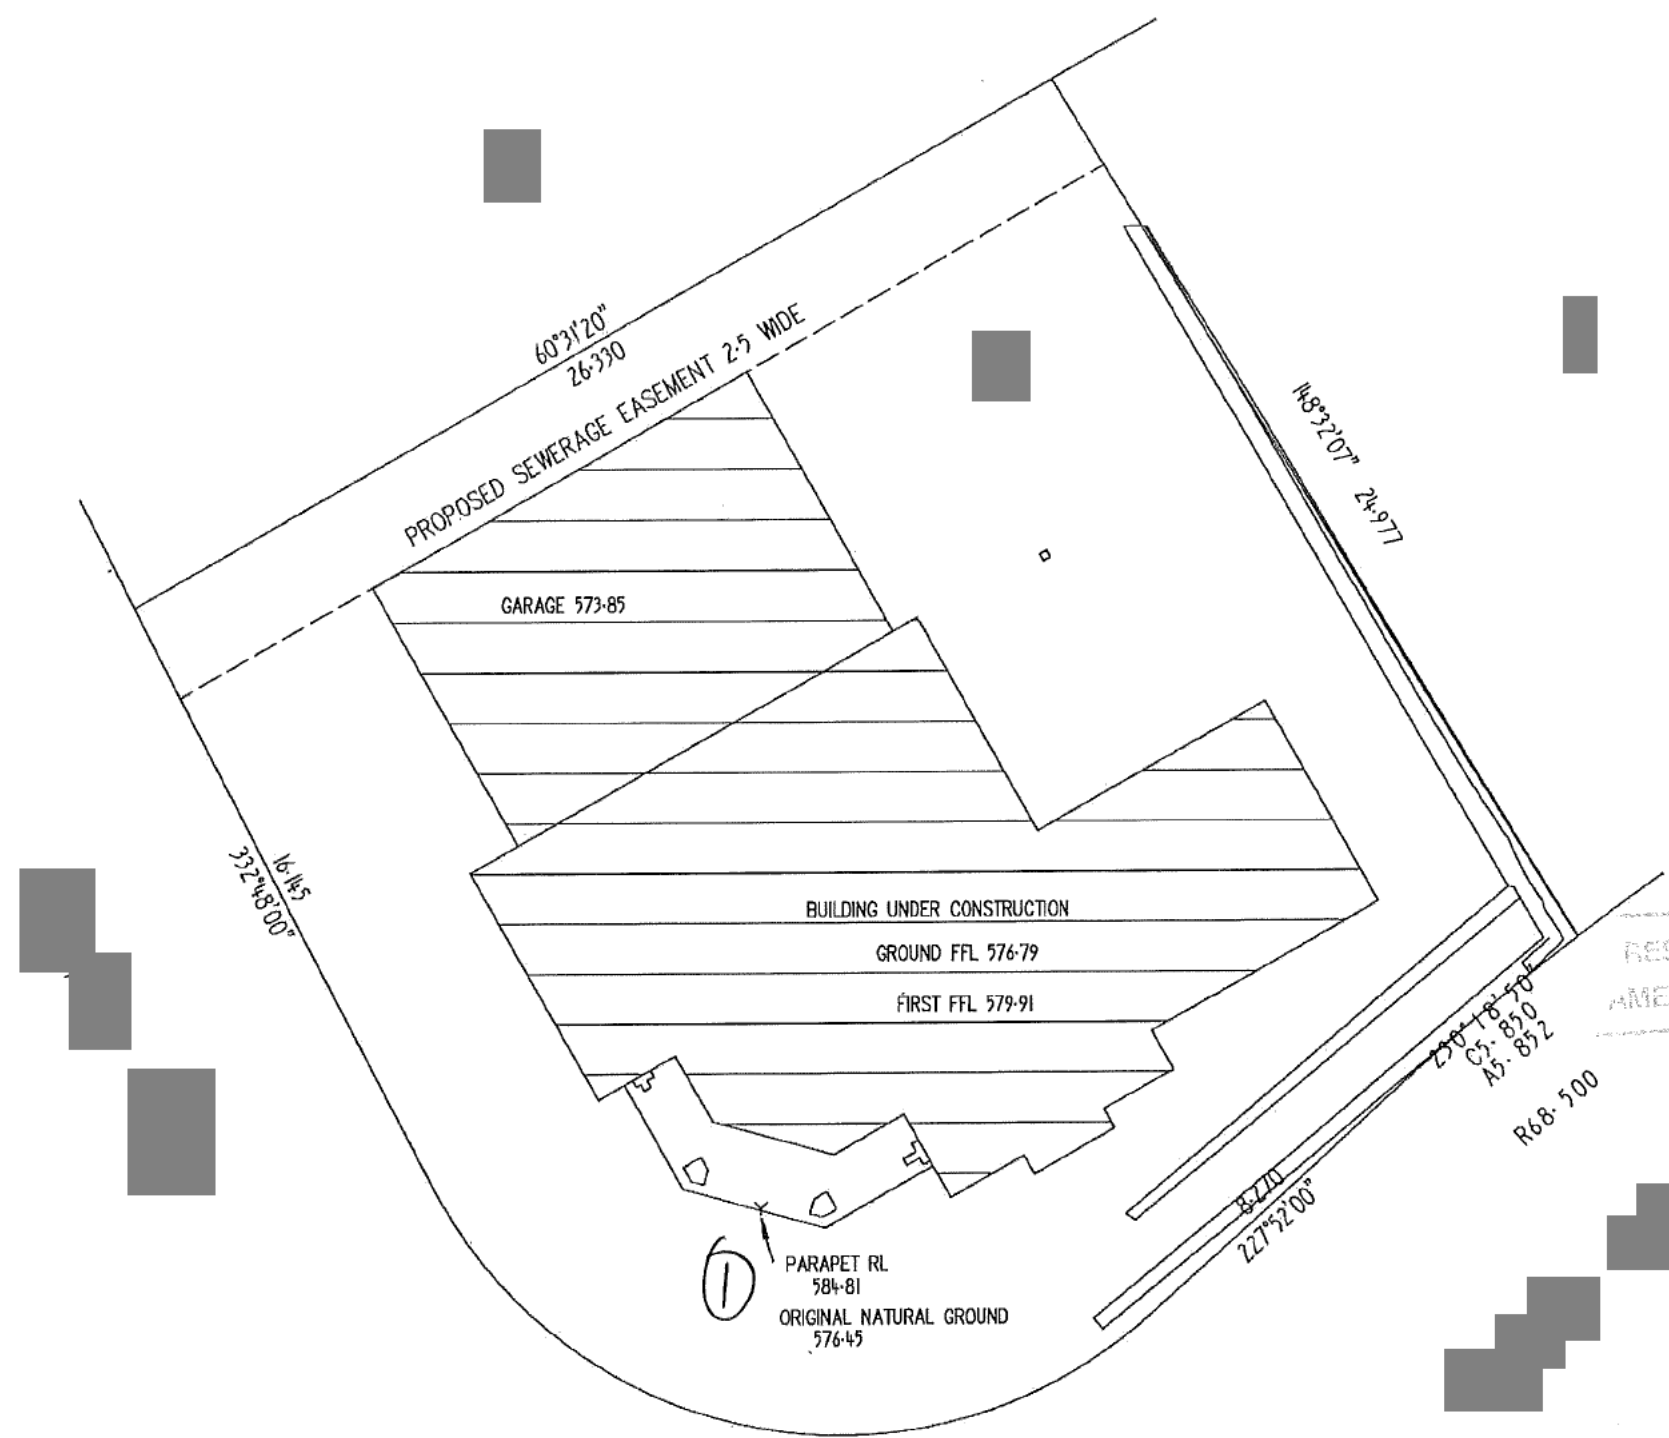 60°31'20"
26·330
PROPOSED SEWERAGE EASEMENT 2·5 WIDE
148°32'07" 24·977
GARAGE 573·85
16·145
332°48'00"
BUILDING UNDER CONSTRUCTION
GROUND FFL 576·79
FIRST FFL 579·91
RES
AME
230°18'50"
C5·850
A5·852
R68·500
8·270
227°52'00"
1
PARAPET RL
584·81
ORIGINAL NATURAL GROUND
576·45